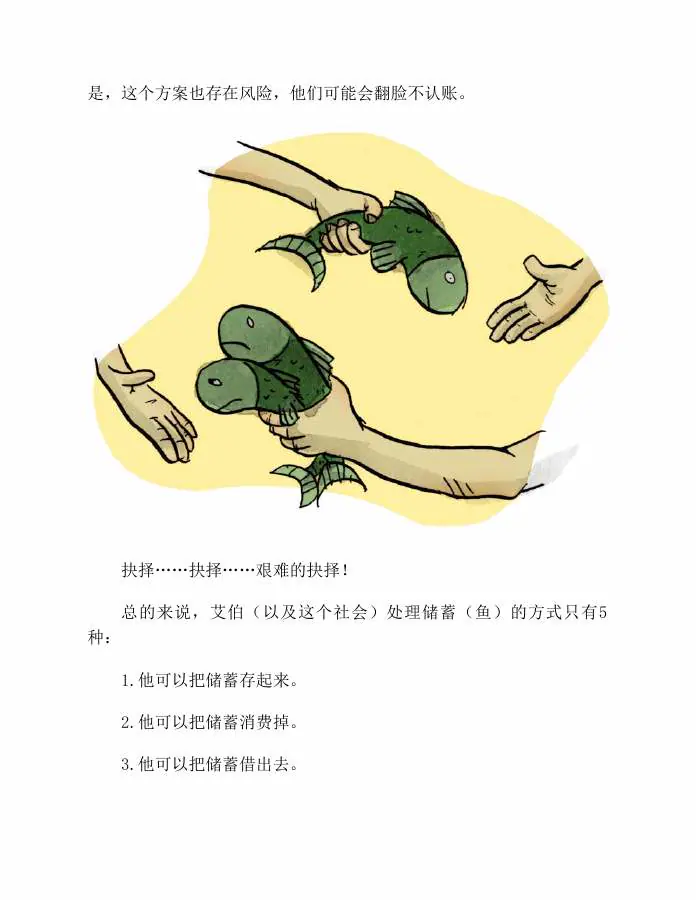 是，这个方案也存在风险，他们可能会翻脸不认账。
抉择……抉择……艰难的抉择！
总的来说，艾伯（以及这个社会）处理储蓄（鱼）的方式只有5
种：
1.他可以把储蓄存起来。
2.他可以把储蓄消费掉。
3.他可以把储蓄借出去。